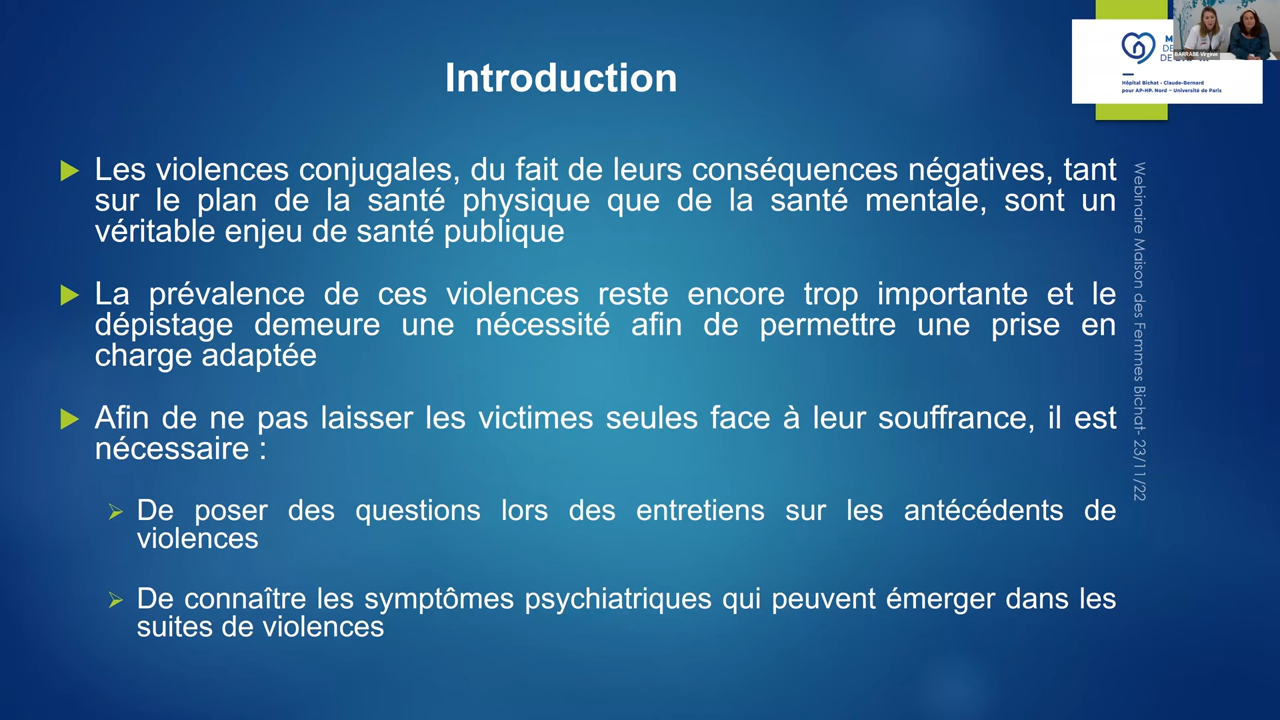 Introduction
Les violences conjugales, du fait de leurs conséquences négatives, tant
sur le plan de la santé physique que de la santé mentale, sont un
véritable enjeu de santé publique
La prévalence de ces violences reste encore trop importante et le
dépistage demeure une nécessité afin de permettre une prise en
charge adaptée
Afin de ne pas laisser les victimes seules face à leur souffrance, il est
nécessaire :
De poser des questions lors des entretiens sur les antécédents de
violences
De connaître les symptômes psychiatriques qui peuvent émerger dans les
suites de violences
Webinaire Maison des Femmes Bichat- 23/11/22
BARRABE Virginie
Hôpital Bichat - Claude-Bernard
pour AP-HP. Nord – Université de Paris